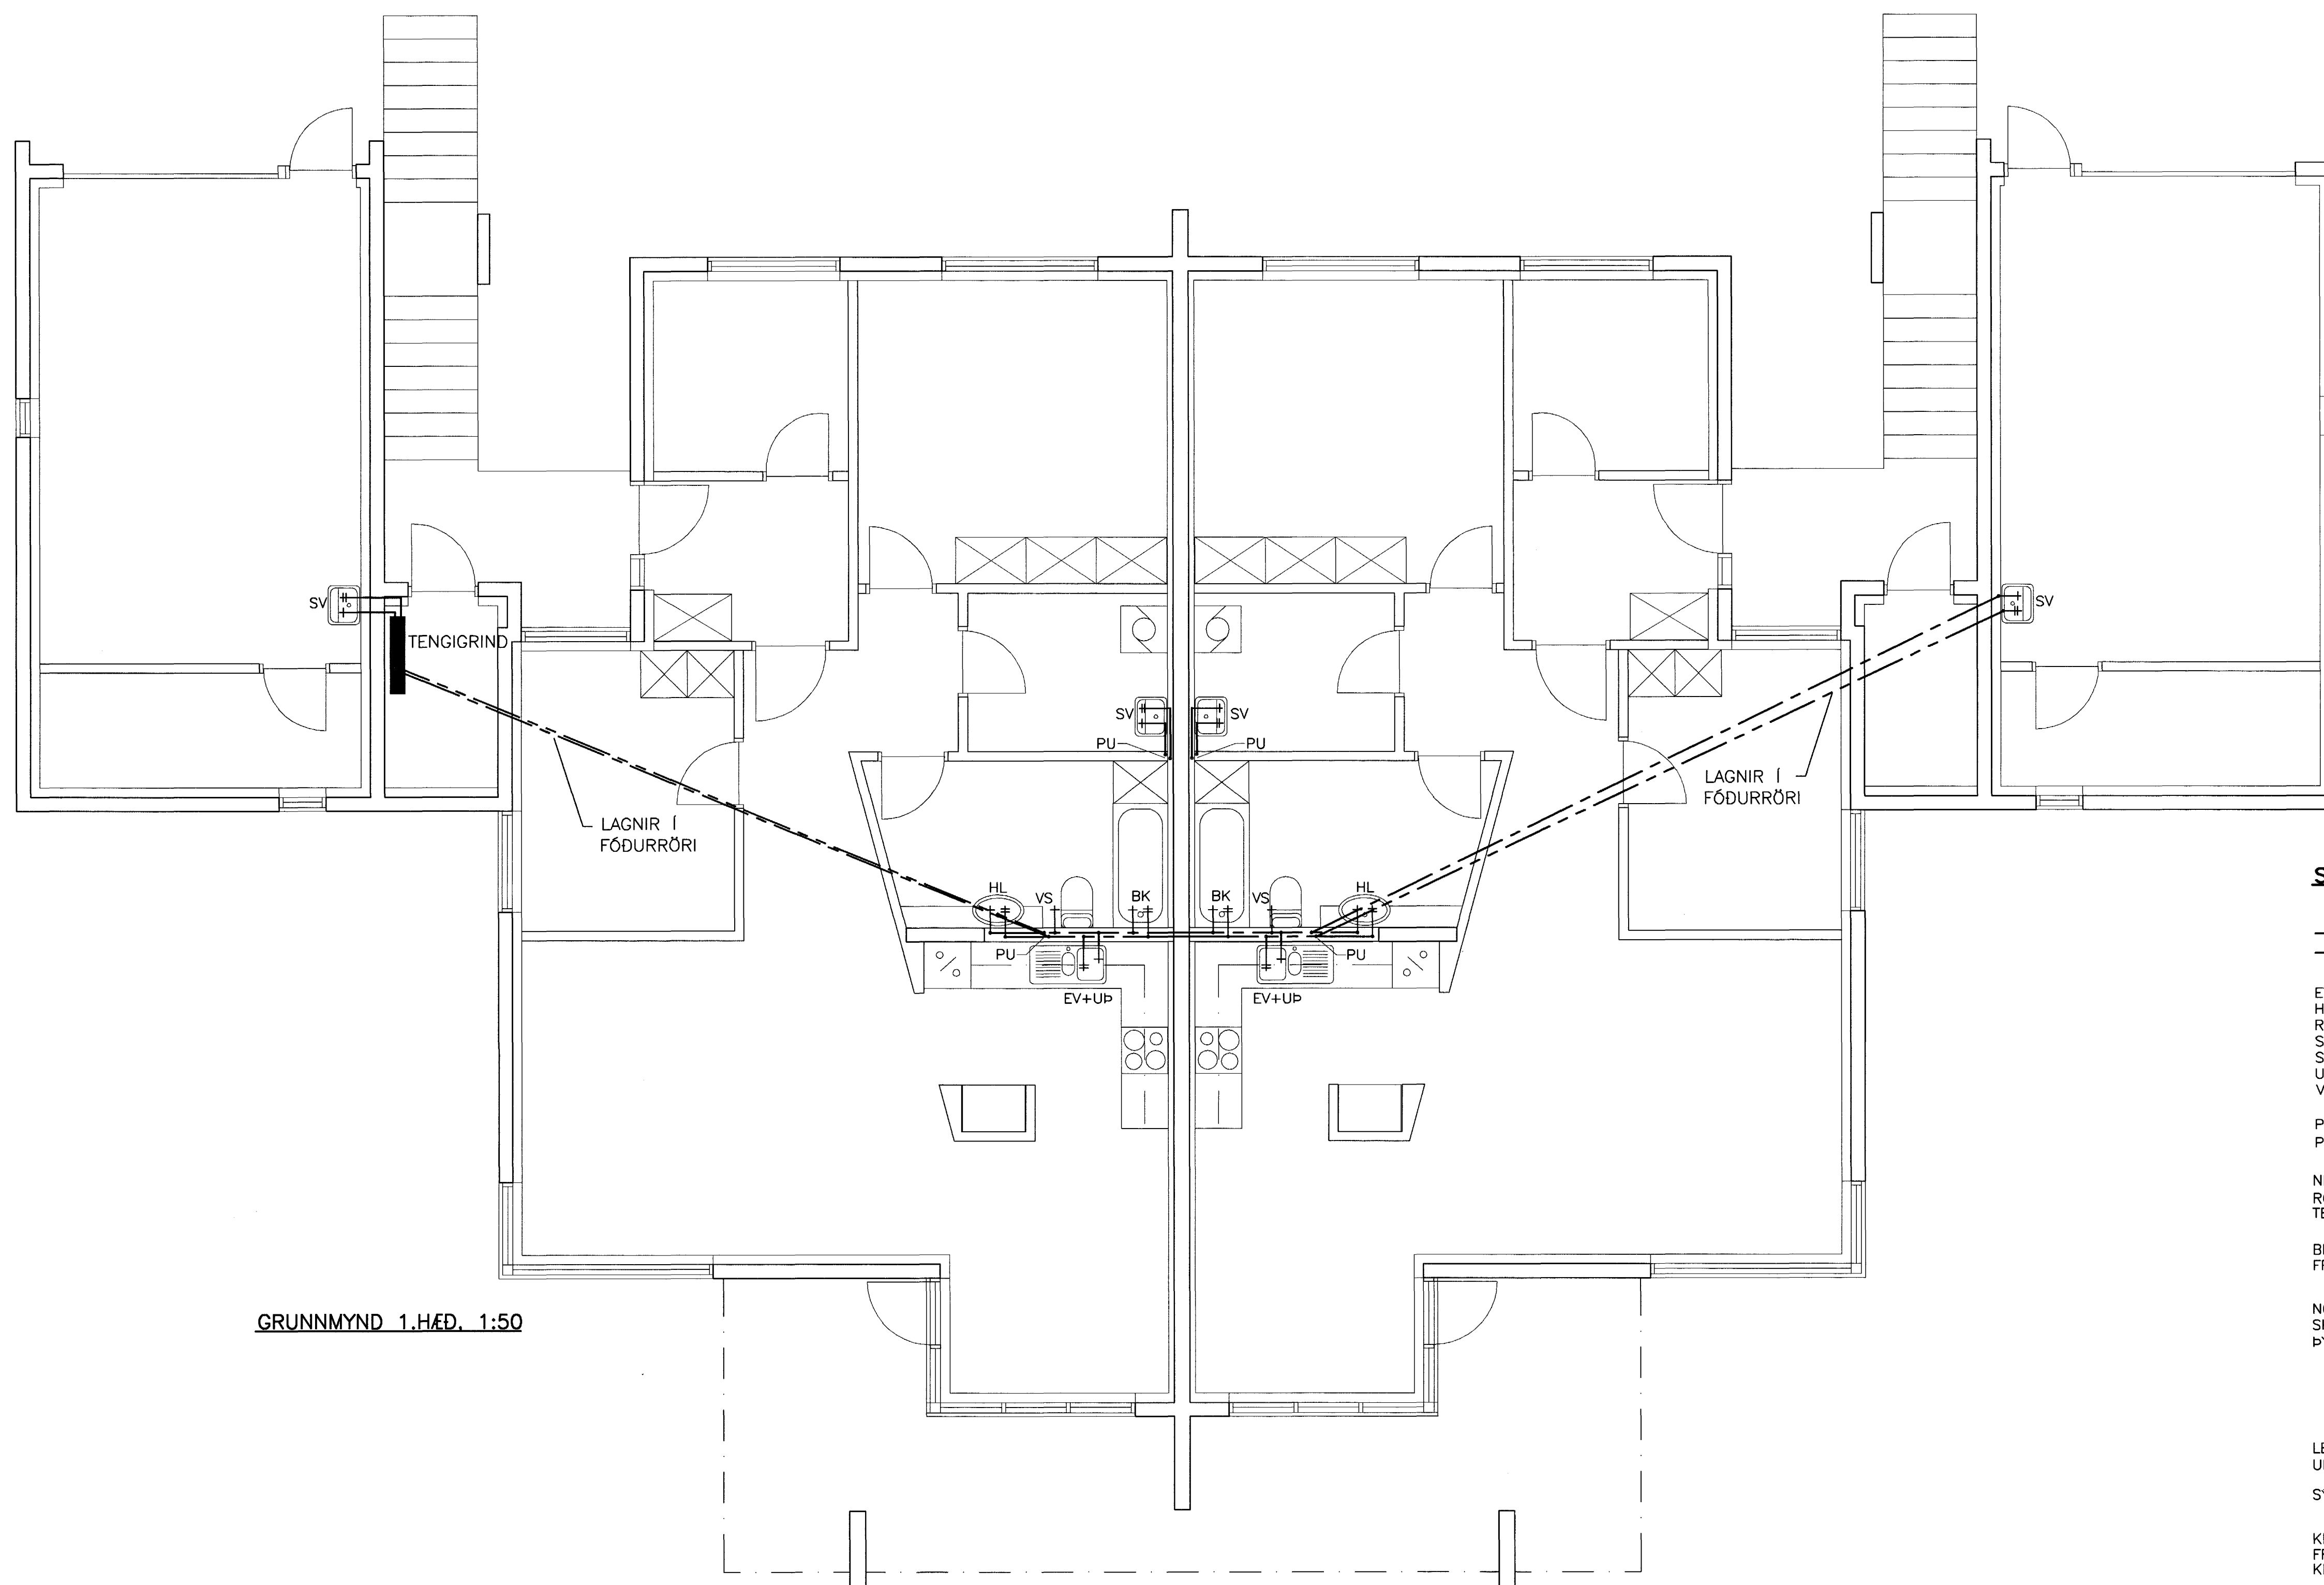 SV
TENGIGRIND
SV
SV
SV
PU
PU
LAGNIR Í
FÓÐURRÖRI
LAGNIR Í
FÓÐURRÖRI
HL
VS
BK
BK
VS
HL
PU
PU
EV+UÞ
EV+UÞ
GRUNNMYND 1.HÆÐ, 1:50